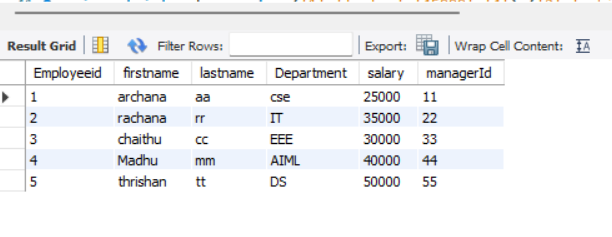 Result Grid Filter Rows: Export: Wrap Cell Content: IA
Employeeid firstname lastname Department salary managerId
1 archana aa cse 25000 11
2 rachana rr IT 35000 22
3 chaithu cc EEE 30000 33
4 Madhu mm AIML 40000 44
5 thrishan tt DS 50000 55